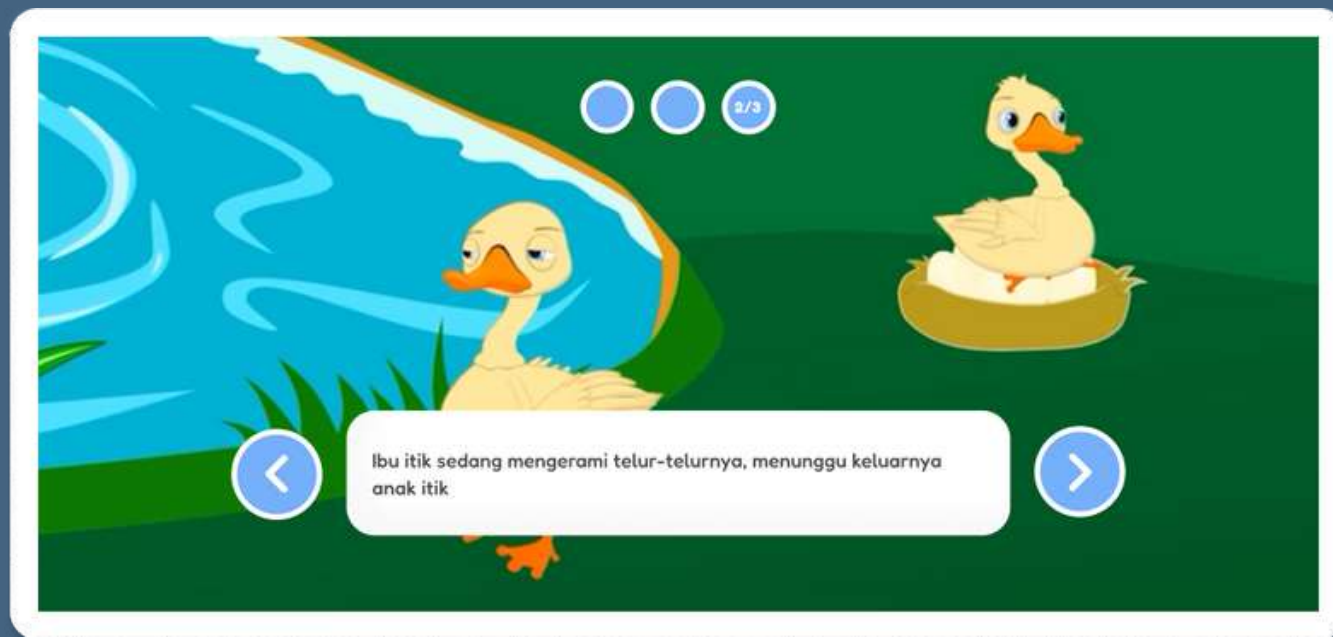 2/3
Ibu itik sedang mengerami telur-telurnya, menunggu keluarnya
anak itik